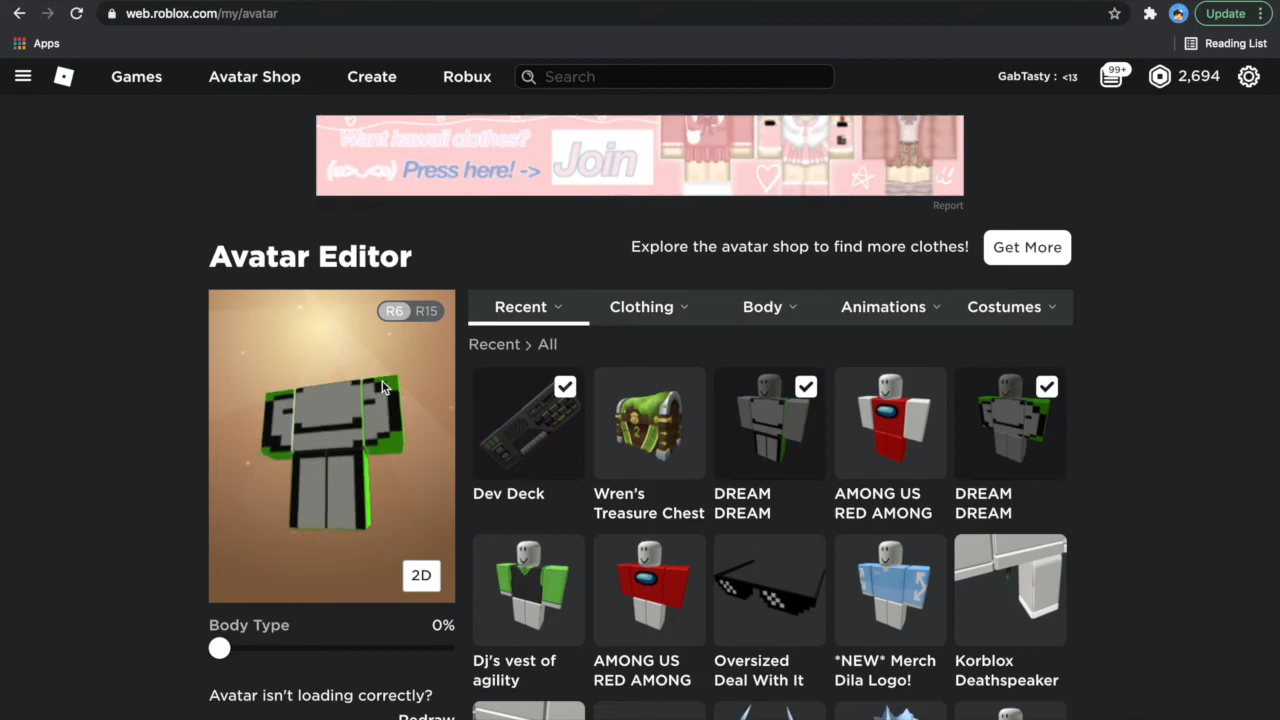 web.roblox.com/my/avatar
Update
Apps
Reading List
Games
Avatar Shop
Create
Robux
Search
GabTasty : <13
99+
2,694
Want kawaii clothes?
Press here! ->
Join
Report
Avatar Editor
Explore the avatar shop to find more clothes!
Get More
R6 R15
Recent
Clothing
Body
Animations
Costumes
Recent > All
Dev Deck
Wren's
Treasure Chest
DREAM
DREAM
AMONG US
RED AMONG
DREAM
DREAM
2D
Body Type
0%
Dj's vest of
agility
AMONG US
RED AMONG
Oversized
Deal With It
*NEW* Merch
Dila Logo!
Korblox
Deathspeaker
Avatar isn't loading correctly?
Redraw